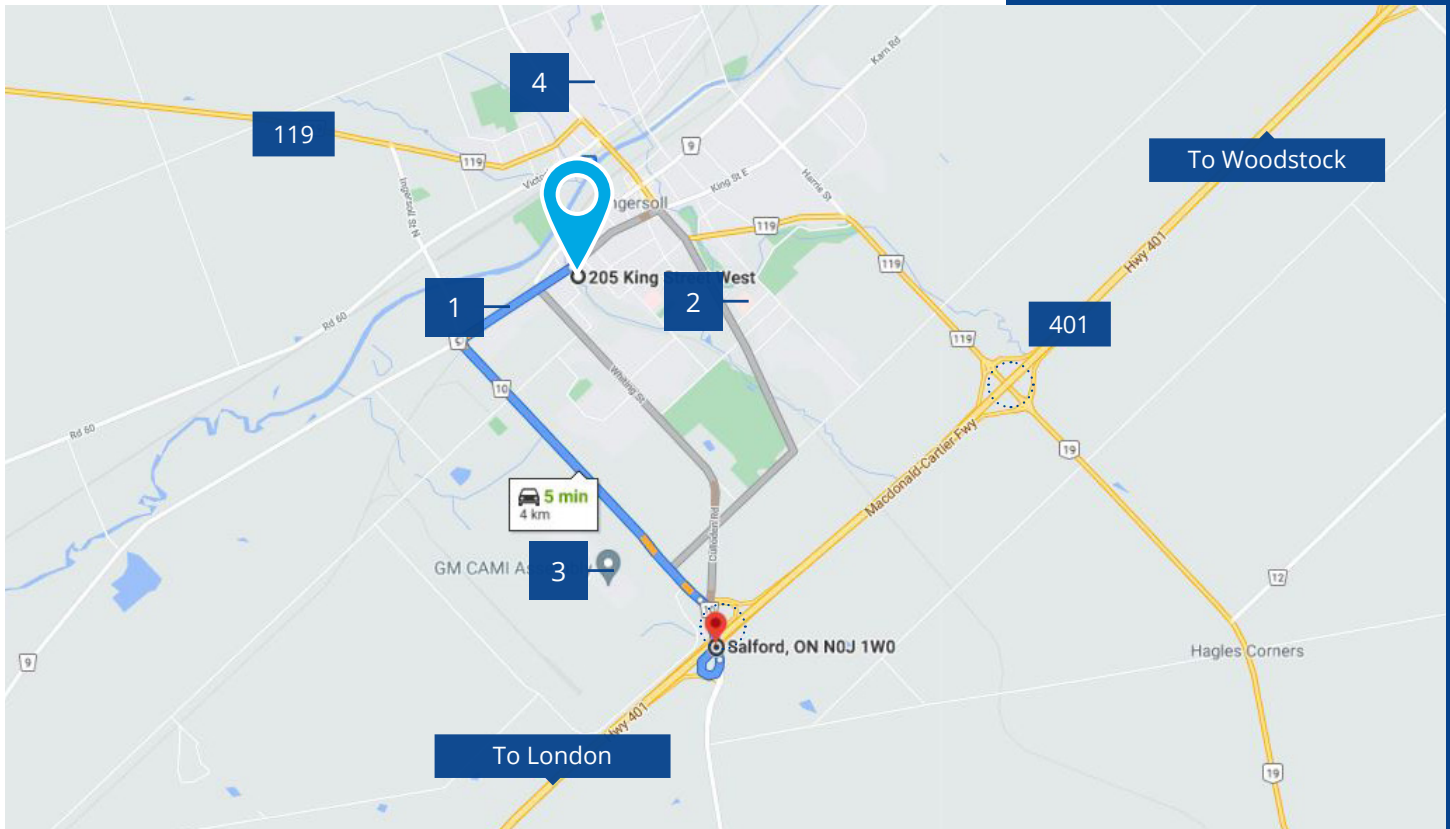 4
Karn Rd
119
To Woodstock
9
119
King St E
Harris St
Ingersoll St N
ngersoll
119
Hwy 401
119
205 King Street West
1
2
401
Rd 60
119
10
Whiting St
Macdonald-Cartier Fwy
Rd 60
19
5 min
4 km
Culloden Rd
GM CAMI As
3
12
Salford, ON N0J 1W0
Hagles Corners
9
Hwy 401
To London
19